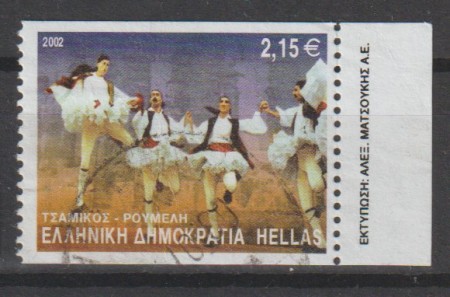 2002
2,15€
ΤΣΑΜΙΚΟΣ - ΡΟΥΜΕΛΗ
ΕΛΛΗΝΙΚΗ ΔΗΜΟΚΡΑΤΙΑ HELLAS
ΕΚΤΥΠΩΣΗ: ΑΛΕΞ. ΜΑΤΣΟΥΚΗΣ Α.Ε.